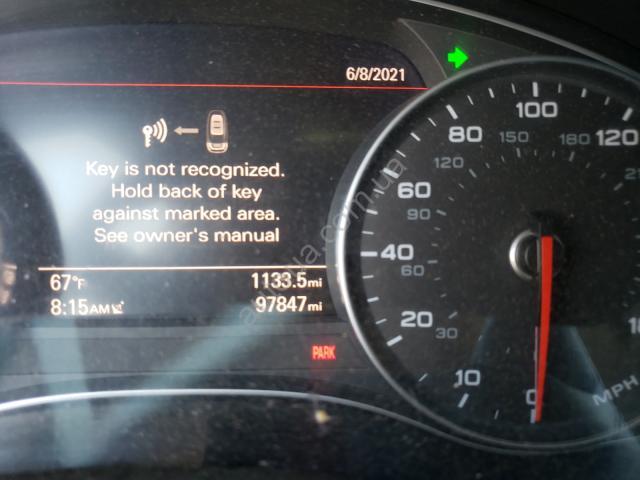 6/8/2021
Key is not recognized.
Hold back of key
against marked area.
See owner's manual
67°F 1133.5mi
8:15AM 97847mi
PARK
0
10
20
30
40
60
60
90
80
120
100
150
120
180
MPH